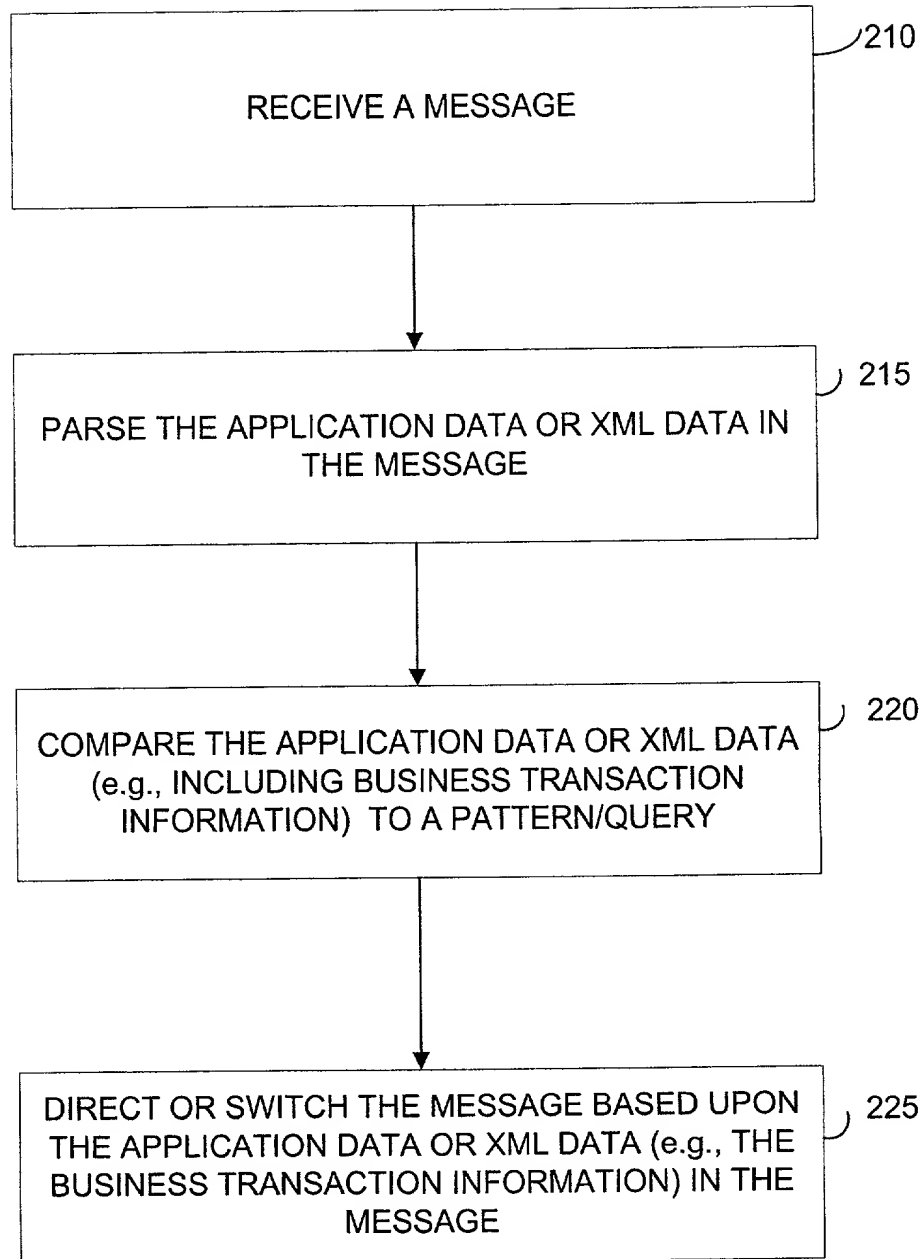 210
RECEIVE A MESSAGE
215
PARSE THE APPLICATION DATA OR XML DATA IN
THE MESSAGE
220
COMPARE THE APPLICATION DATA OR XML DATA
(e.g., INCLUDING BUSINESS TRANSACTION
INFORMATION) TO A PATTERN/QUERY
225
DIRECT OR SWITCH THE MESSAGE BASED UPON
THE APPLICATION DATA OR XML DATA (e.g., THE
BUSINESS TRANSACTION INFORMATION) IN THE
MESSAGE